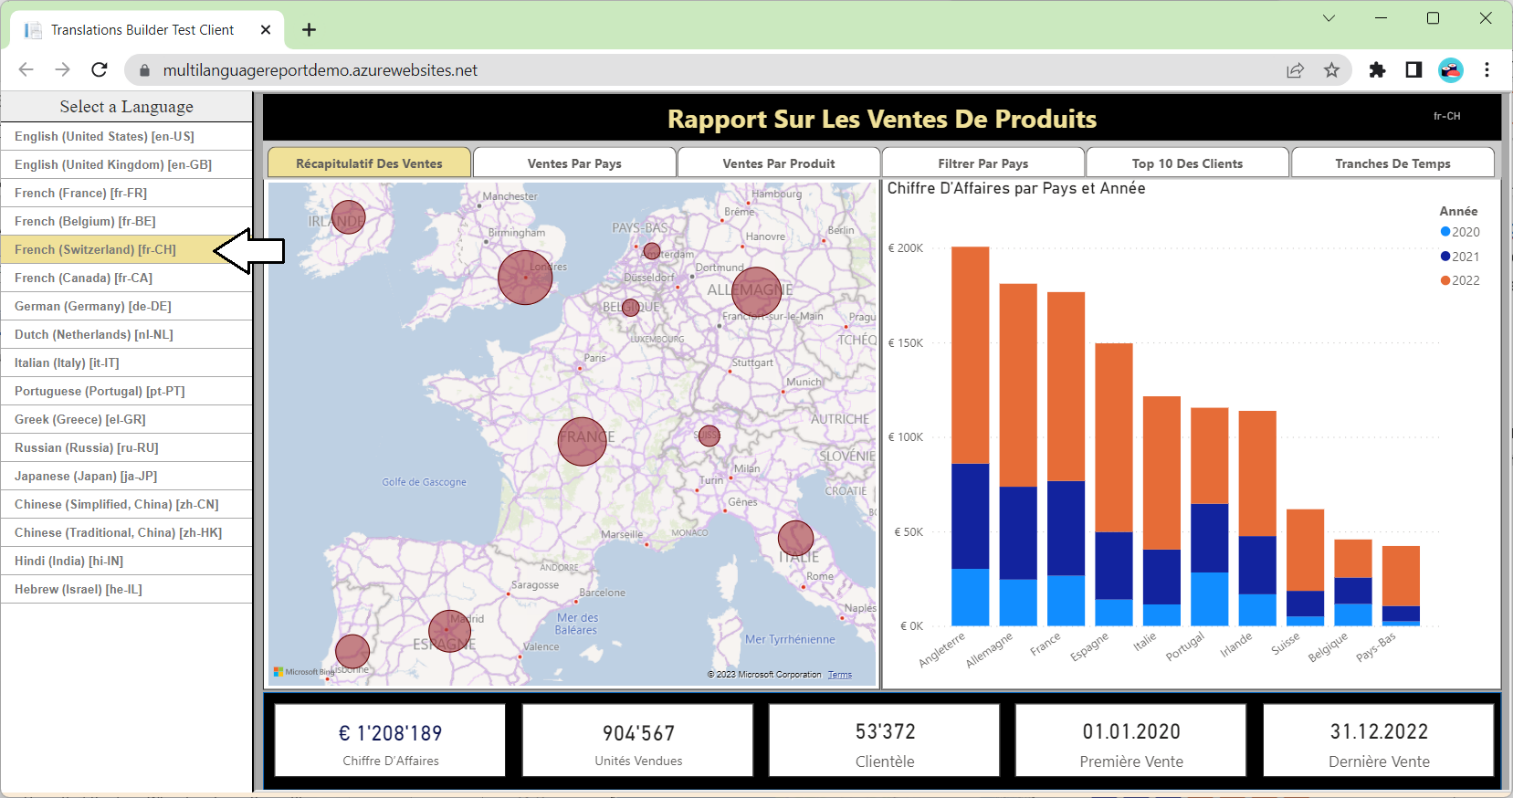 Translations Builder Test Client
multilanguagereportdemo.azurewebsites.net
Select a Language
English (United States) [en-US]
English (United Kingdom) [en-GB]
French (France) [fr-FR]
French (Belgium) [fr-BE]
French (Switzerland) [fr-CH]
French (Canada) [fr-CA]
German (Germany) [de-DE]
Dutch (Netherlands) [nl-NL]
Italian (Italy) [it-IT]
Portuguese (Portugal) [pt-PT]
Greek (Greece) [el-GR]
Russian (Russia) [ru-RU]
Japanese (Japan) [ja-JP]
Chinese (Simplified, China) [zh-CN]
Chinese (Traditional, China) [zh-HK]
Hindi (India) [hi-IN]
Hebrew (Israel) [he-IL]
Rapport Sur Les Ventes De Produits
fr-CH
Récapitulatif Des Ventes
Ventes Par Pays
Ventes Par Produit
Filtrer Par Pays
Top 10 Des Clients
Tranches De Temps
Manchester
Hambourg
IRLANDE
Brême
PAYS-BAS
Birmingham
Hanovre
Berlin
Amsterdam
Londres
Dortmund
Düsseldorf
ALLEMAGNE
BELGIQUE
Francfort-sur-le-Main
Pragu
LUXEMBOURG
TCHÉQ
Paris
Stuttgart
Munich
AUTRICHE
FRANCE
SUISSE
SLOVÉNIE
Milan
Golfe de Gascogne
Turin
CROATIE
Gênes
Marseille
MONACO
ITALIE
ANDORRE
Rome
Saragosse
Barcelone
Naples
Madrid
Mer des
Baléares
ESPAGNE
Mer Tyrrhénienne
Valence
Lisbonne
Microsoft Bing
© 2023 Microsoft Corporation Terms
Chiffre D'Affaires par Pays et Année
Année
2020
2021
2022
€ 200K
€ 150K
€ 100K
€ 50K
€ 0K
Angleterre
Allemagne
France
Espagne
Italie
Portugal
Irlande
Suisse
Belgique
Pays-Bas
€ 1'208'189
Chiffre D'Affaires
904'567
Unités Vendues
53'372
Clientèle
01.01.2020
Première Vente
31.12.2022
Dernière Vente